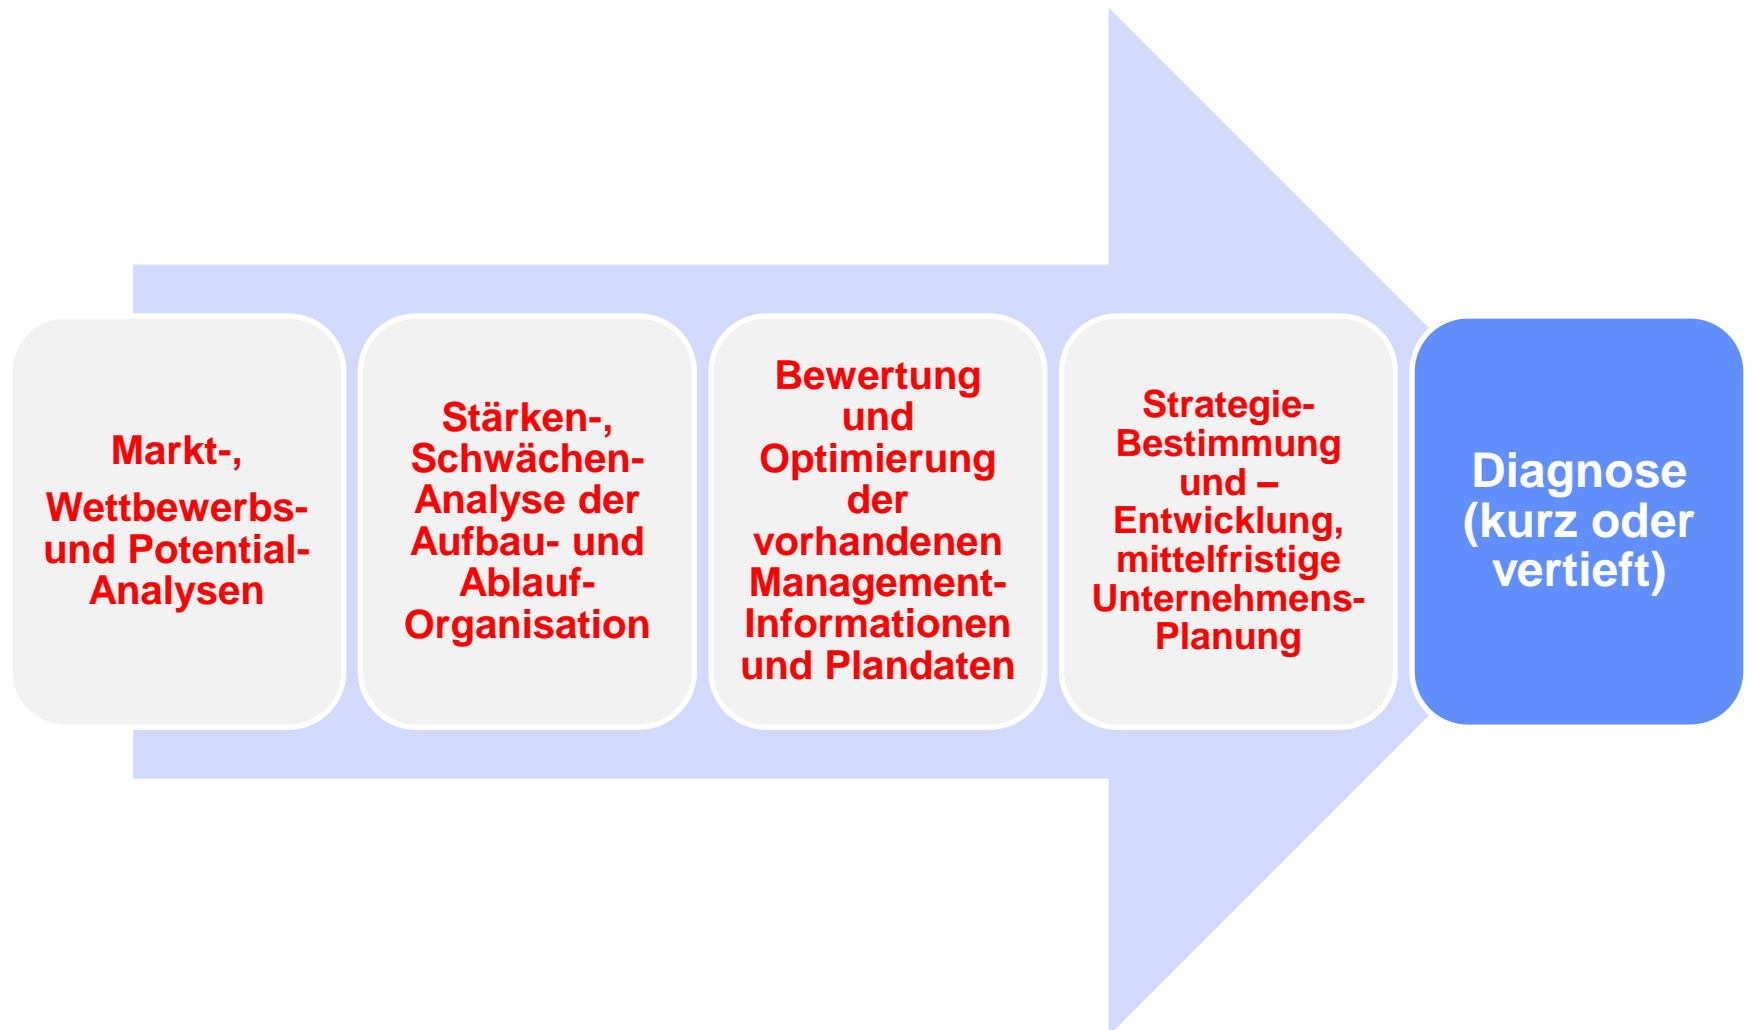 Markt-,
Wettbewerbs-
und Potential-
Analysen
Stärken-,
Schwächen-
Analyse der
Aufbau- und
Ablauf-
Organisation
Bewertung
und
Optimierung
der
vorhandenen
Management-
Informationen
und Plandaten
Strategie-
Bestimmung
und –
Entwicklung,
mittelfristige
Unternehmens-
Planung
Diagnose
(kurz oder
vertieft)